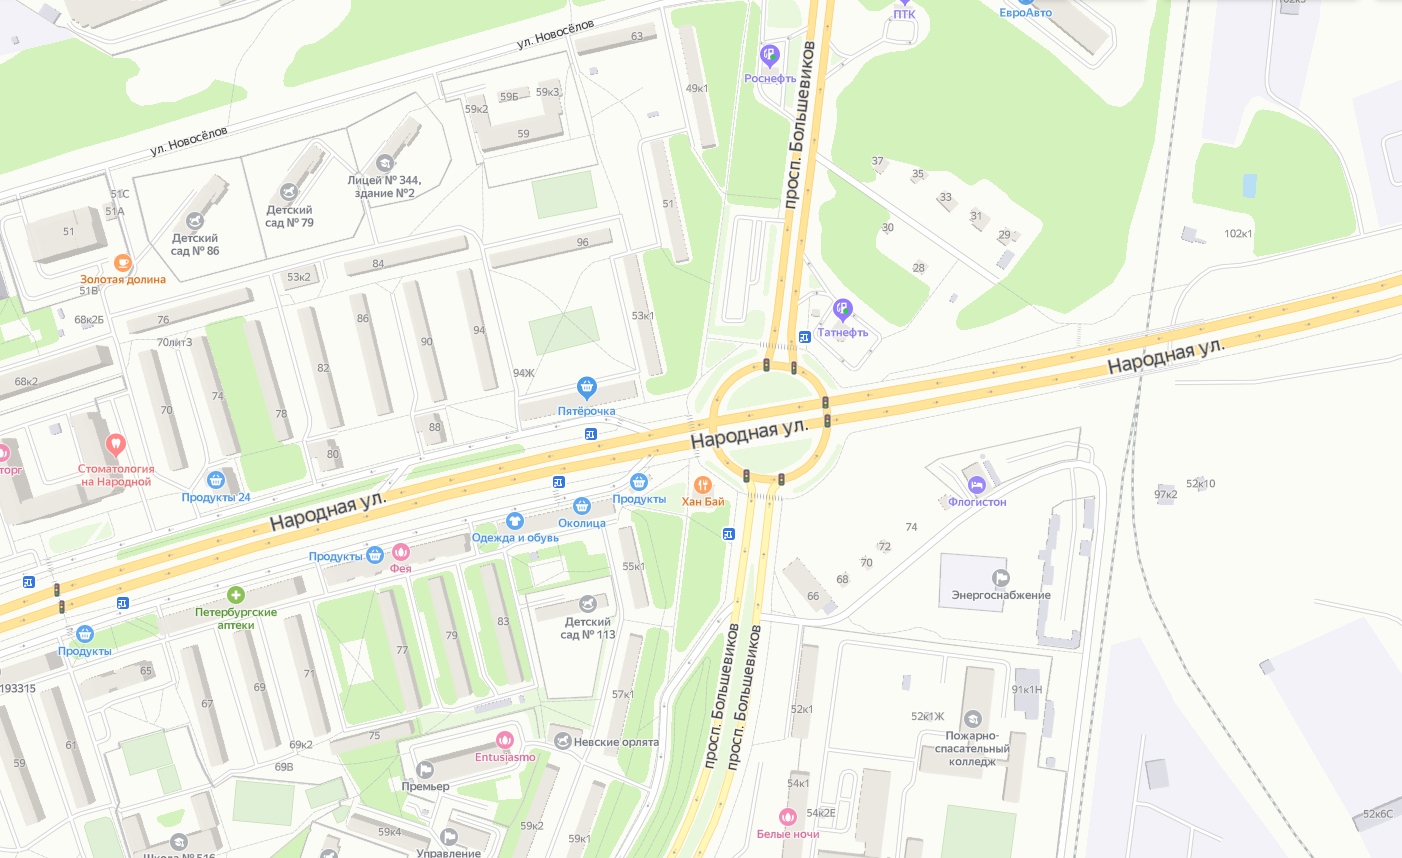 102к3
ПТК
ЕвроАвто
ул. Новосёлов
63
Роснефть
просп. Большевиков
49к1
59Б
59к3
59к2
59
ул. Новосёлов
Лицей № 344,
здание №2
37
35
33
31
29
30
28
51С
51А
51
Детский
сад № 79
Детский
сад № 86
51
96
84
102к1
Золотая долина
51В
53к2
68к2Б
76
86
94
90
53к1
Татнефть
70лит3
82
94Ж
Народная ул.
68к2
74
70
78
Пятёрочка
88
80
Народная ул.
торг
Стоматология
на Народной
Продукты 24
Народная ул.
Продукты
Хан Бай
Околица
Одежда и обувь
Флогистон
97к2
52к10
74
72
70
68
66
Продукты
Фея
55к1
Энергоснабжение
Петербургские
аптеки
Детский
сад № 113
83
79
77
Продукты
65
193315
67
69
71
61
59
57к1
просп. Большевиков
просп. Большевиков
52к1
91к1Н
52к1Ж
Пожарно-
спасательный
колледж
75
69к2
69В
Невские орлята
Entusiasmo
Премьер
54к1
54к2Е
Белые ночи
52к6С
59к4
59к2
59к1
Школа № 516
Управление